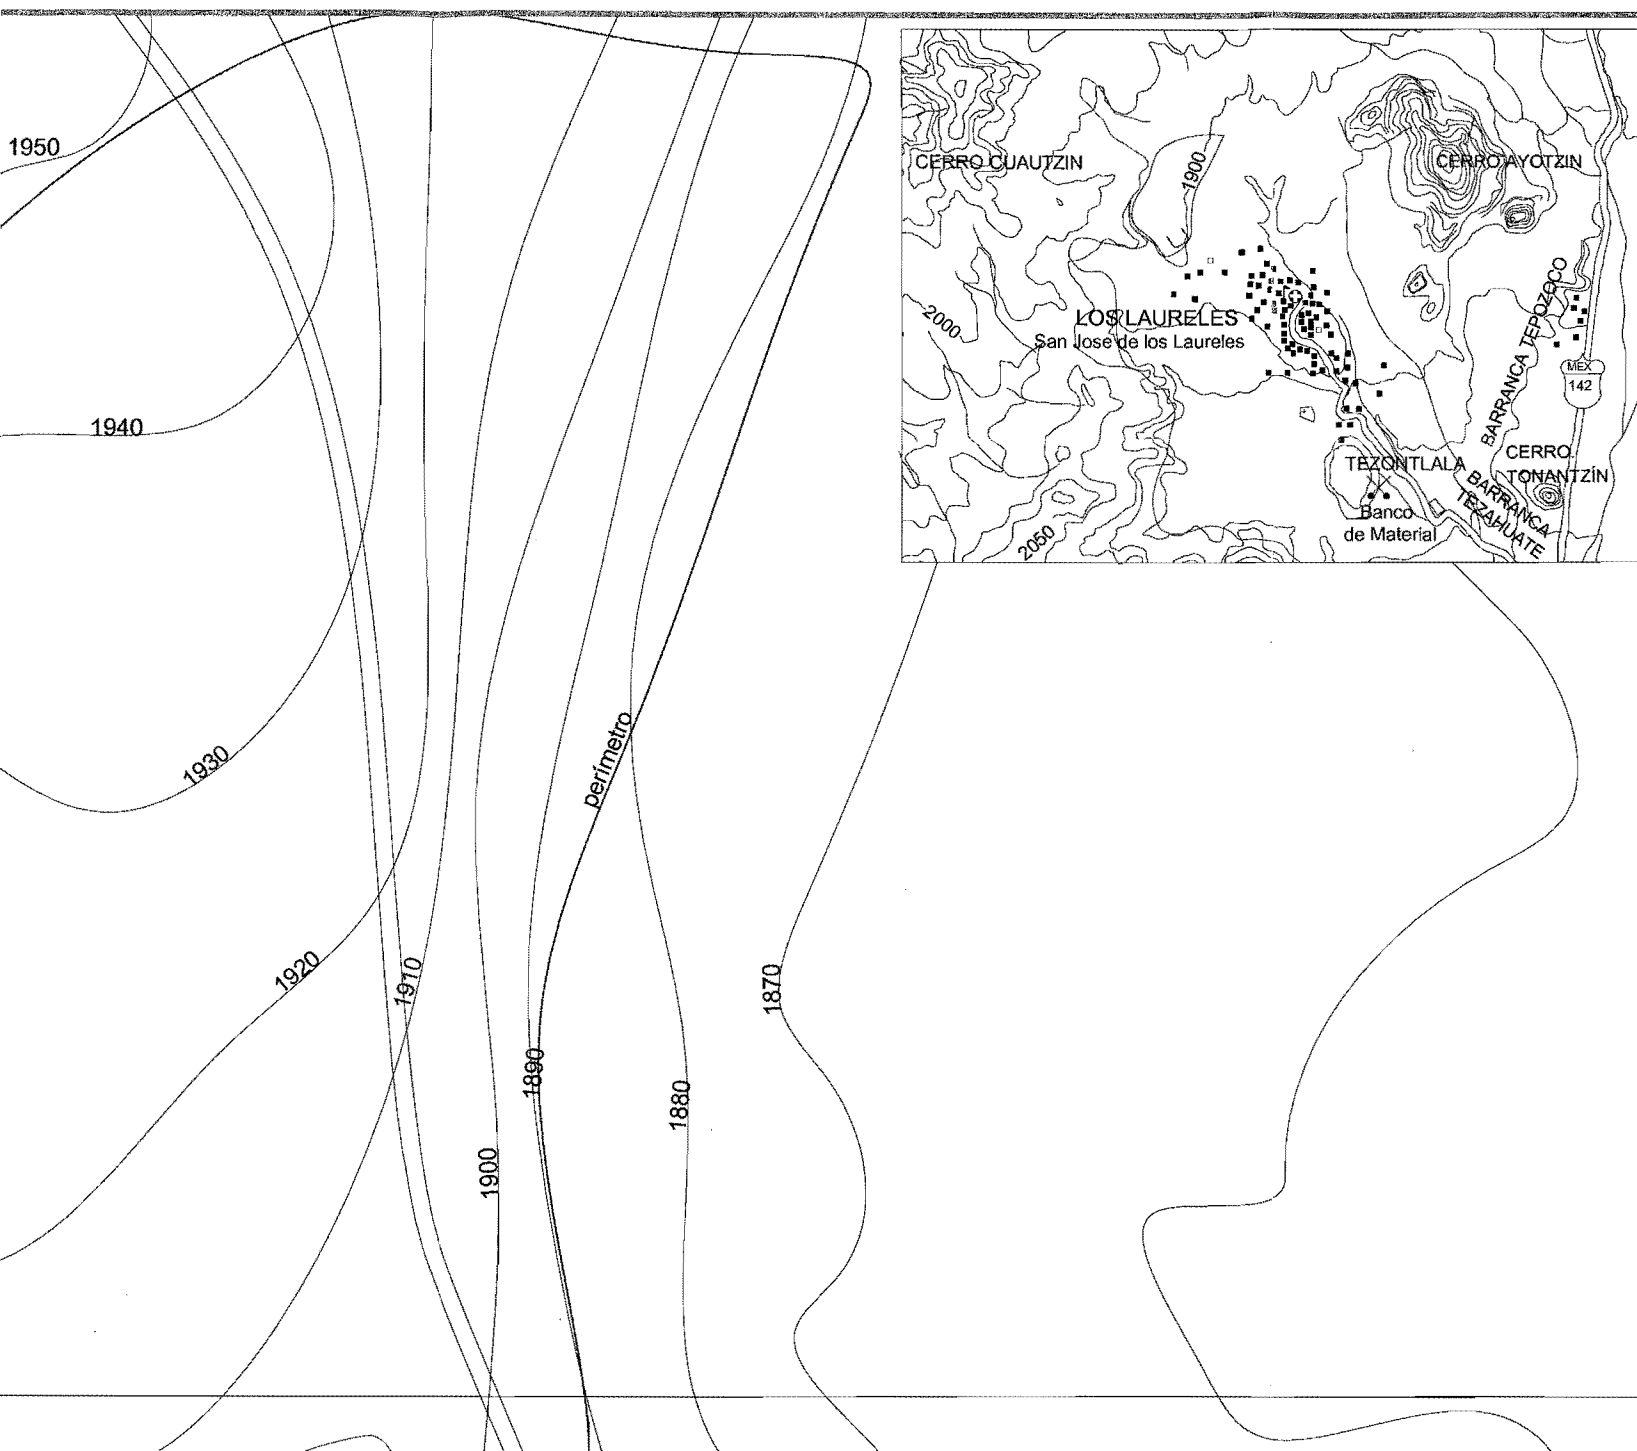 1950
1940
1930
1920
1910
1900
1890
1880
1870
perímetro
CERRO CUAUTZIN
1900
CERRO AYOTZIN
2000
LOS LAURELES
San Jose de los Laureles
BARRANCA TEPOZOCO
MEX
142
TEZONTLALA
Banco
de Material
CERRO
TONANTZÍN
BARRANCA
TEZAHUATE
2050